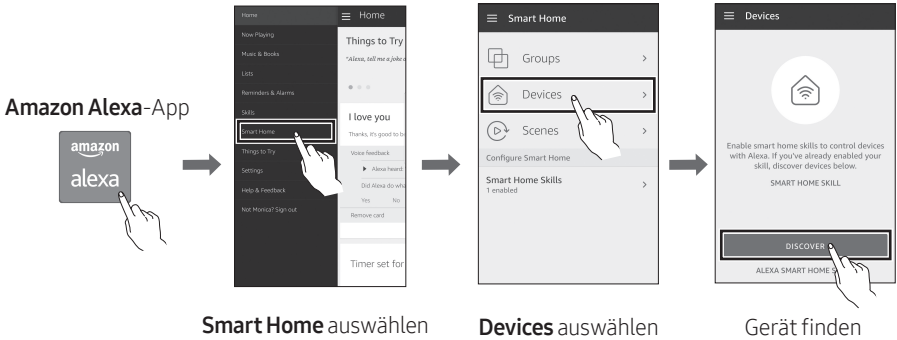 Amazon Alexa-App
amazon
alexa
Home
Now Playing
Music & Books
Lists
Reminders & Alarms
Skills
Smart Home
Things to Try
Settings
Help & Feedback
Not Monica? Sign out
Home
Things to Try
"Alexa, tell me a joke
I love you
Thanks, it's good to be
Voice feedback
Alexa heard:
Did Alexa do wha
Yes No
Remove card
Timer set for
Smart Home auswählen
Smart Home
Groups
Devices
Scenes
Configure Smart Home
Smart Home Skills
1 enabled
Devices auswählen
Devices
Enable smart home skills to control devices
with Alexa. If you've already enabled your
skill, discover devices below.
SMART HOME SKILL
DISCOVER
ALEXA SMART HOME
Gerät finden